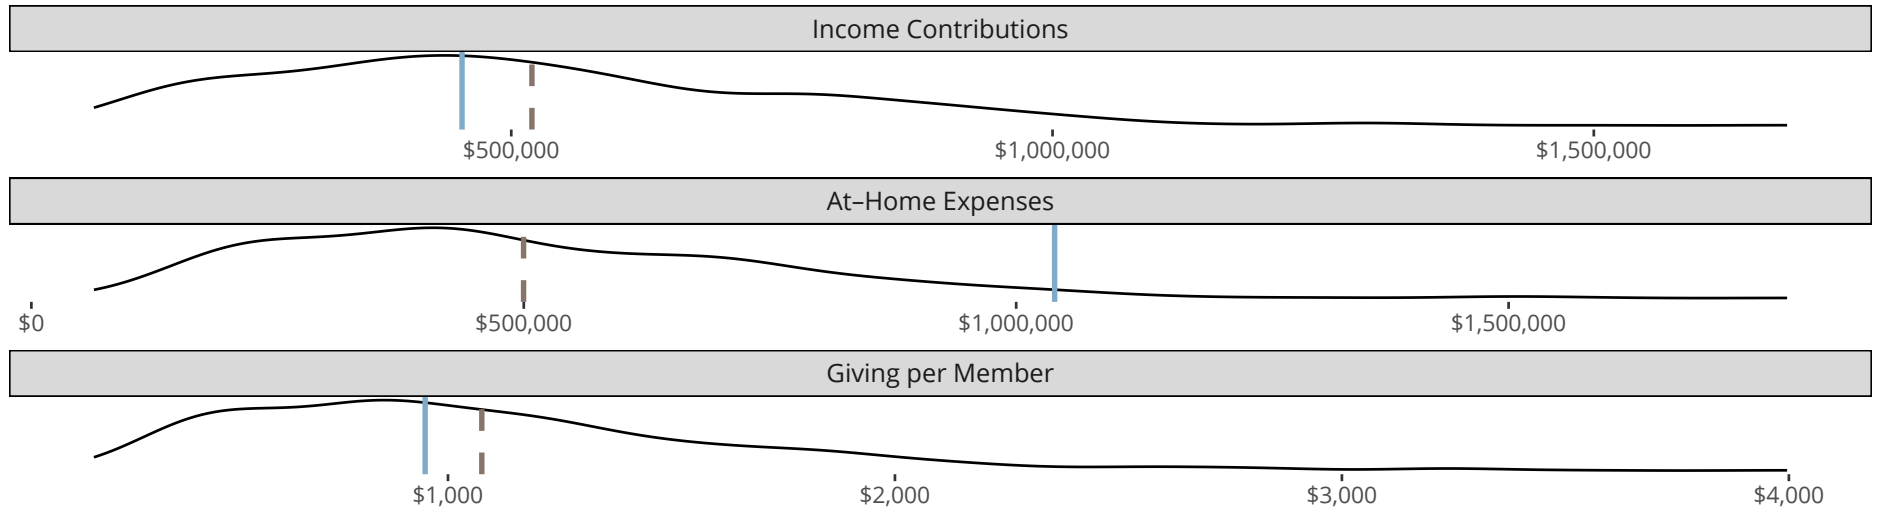 Income Contributions
$500,000 $1,000,000 $1,500,000
At–Home Expenses
$0 $500,000 $1,000,000 $1,500,000
Giving per Member
$1,000 $2,000 $3,000 $4,000